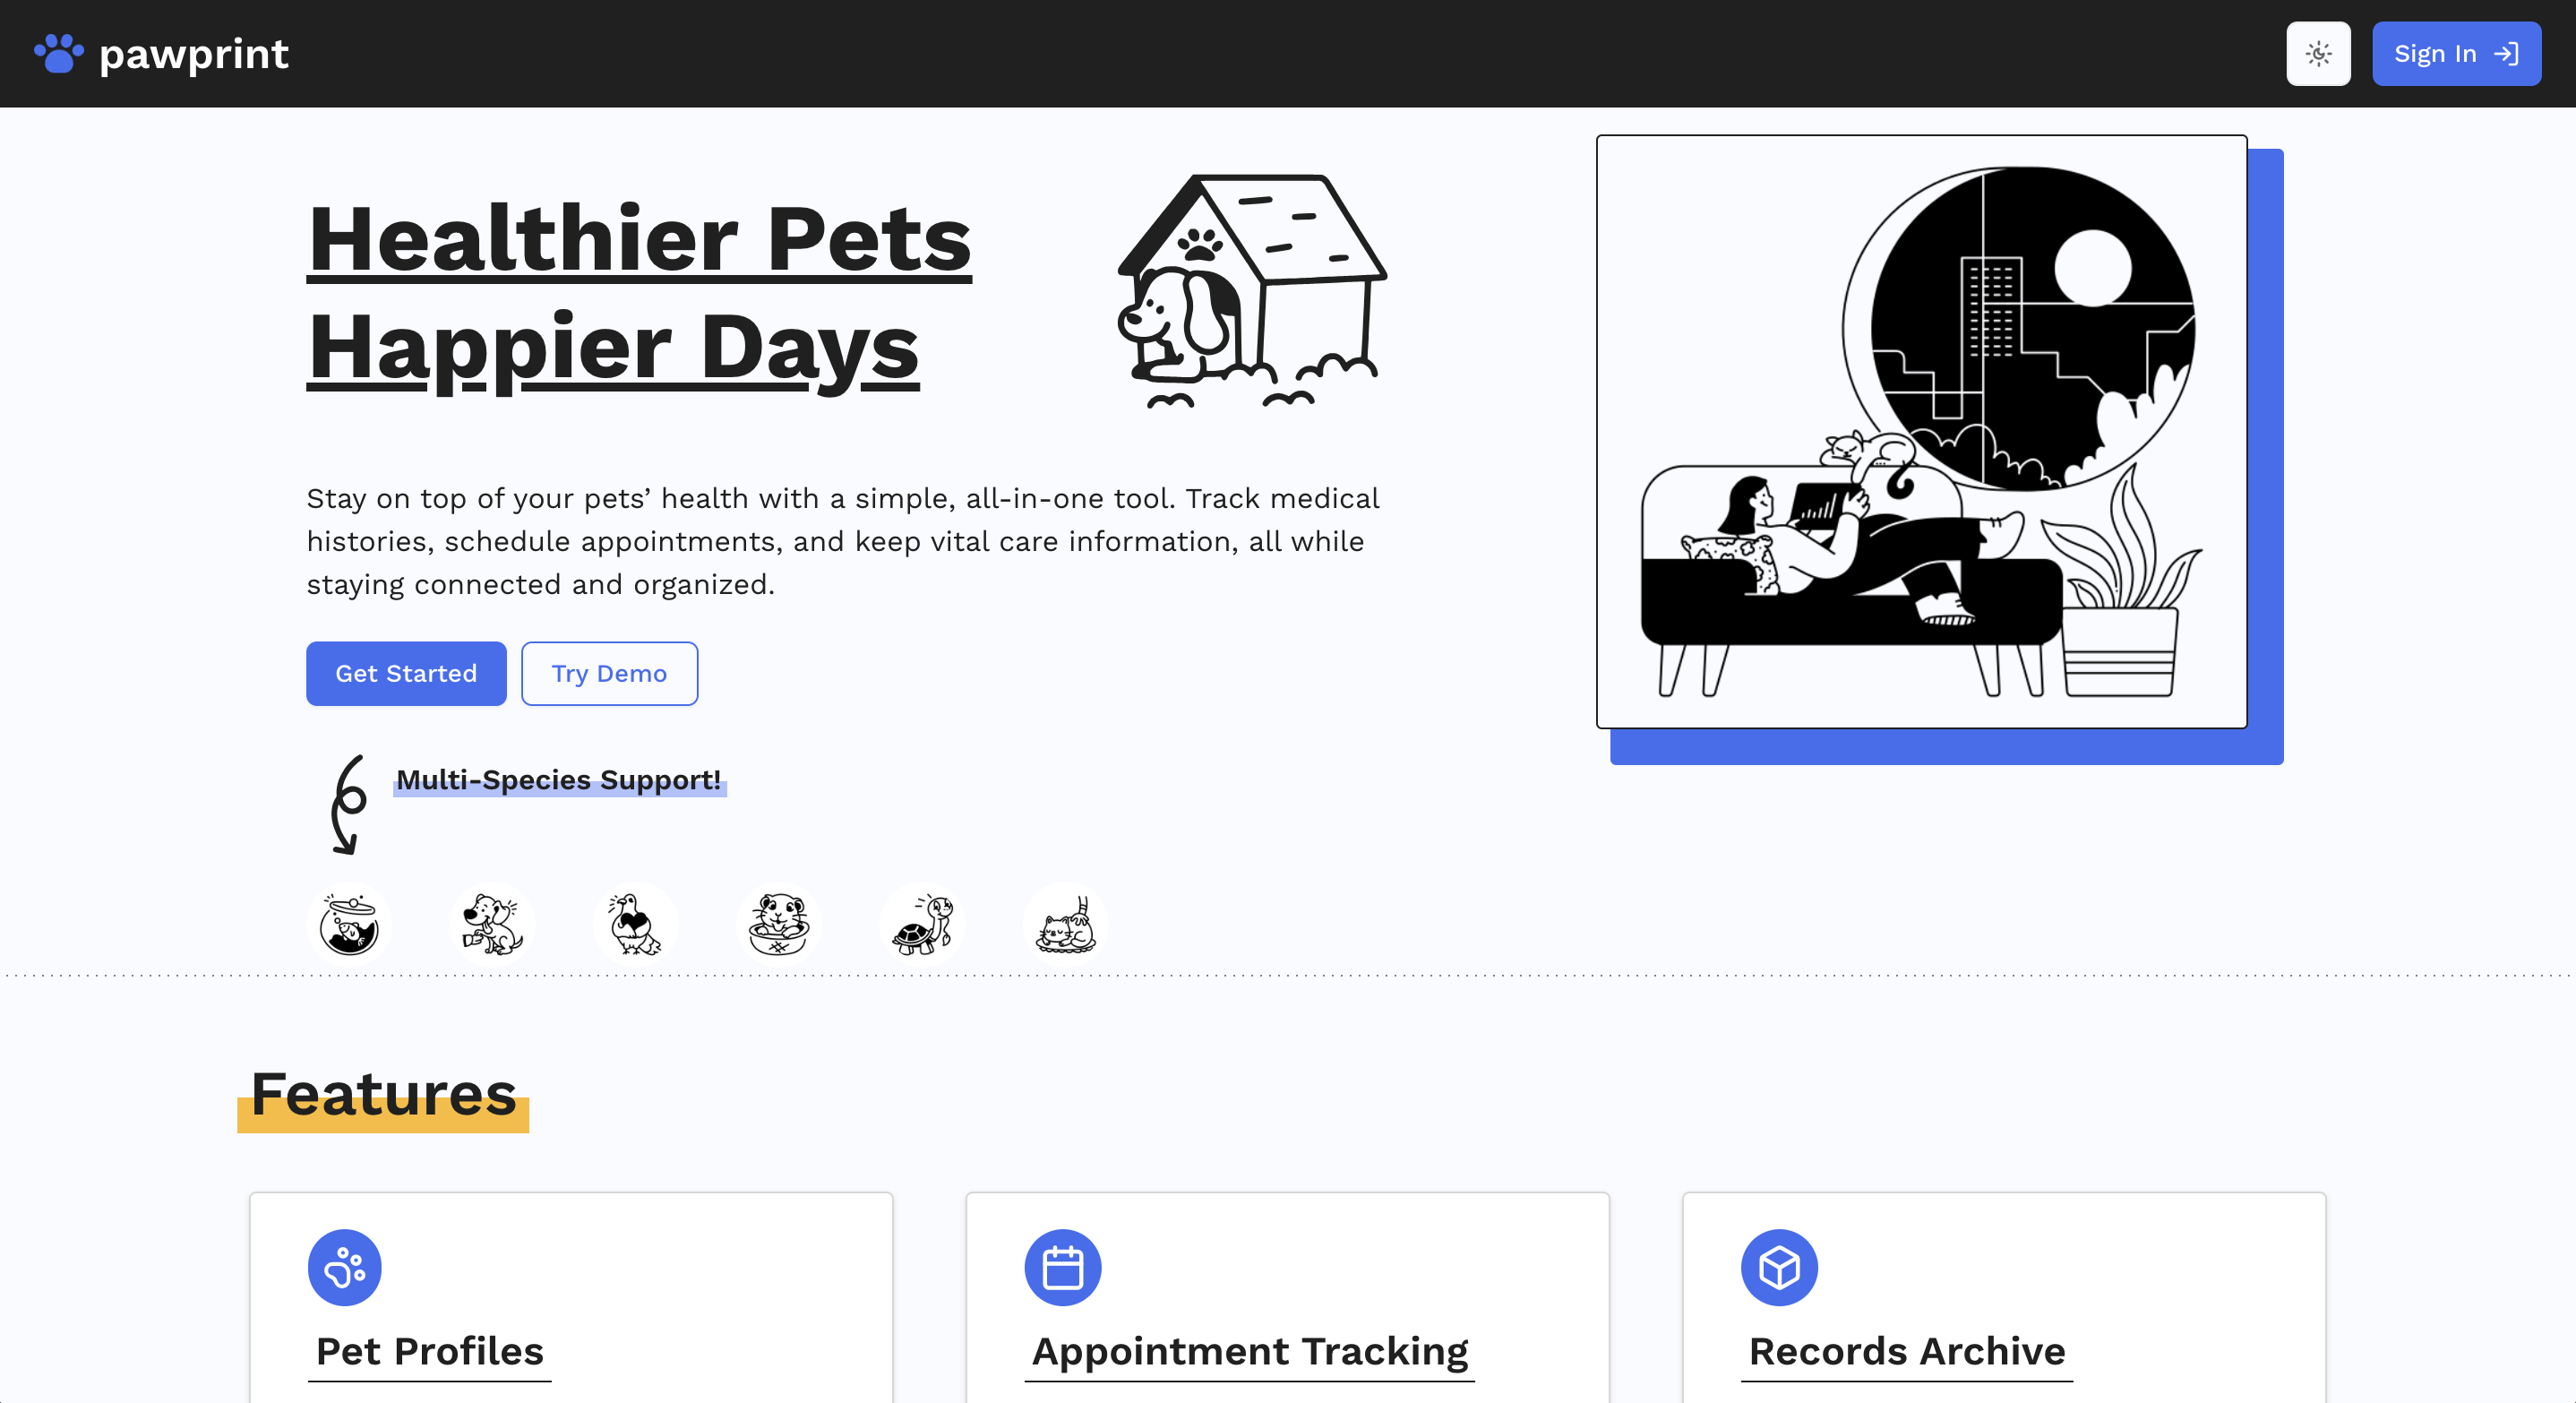 pawprint
Sign In
Healthier Pets
Happier Days
Stay on top of your pets’ health with a simple, all-in-one tool. Track medical
histories, schedule appointments, and keep vital care information, all while
staying connected and organized.
Get Started
Try Demo
Multi-Species Support!
Features
Pet Profiles
Appointment Tracking
Records Archive